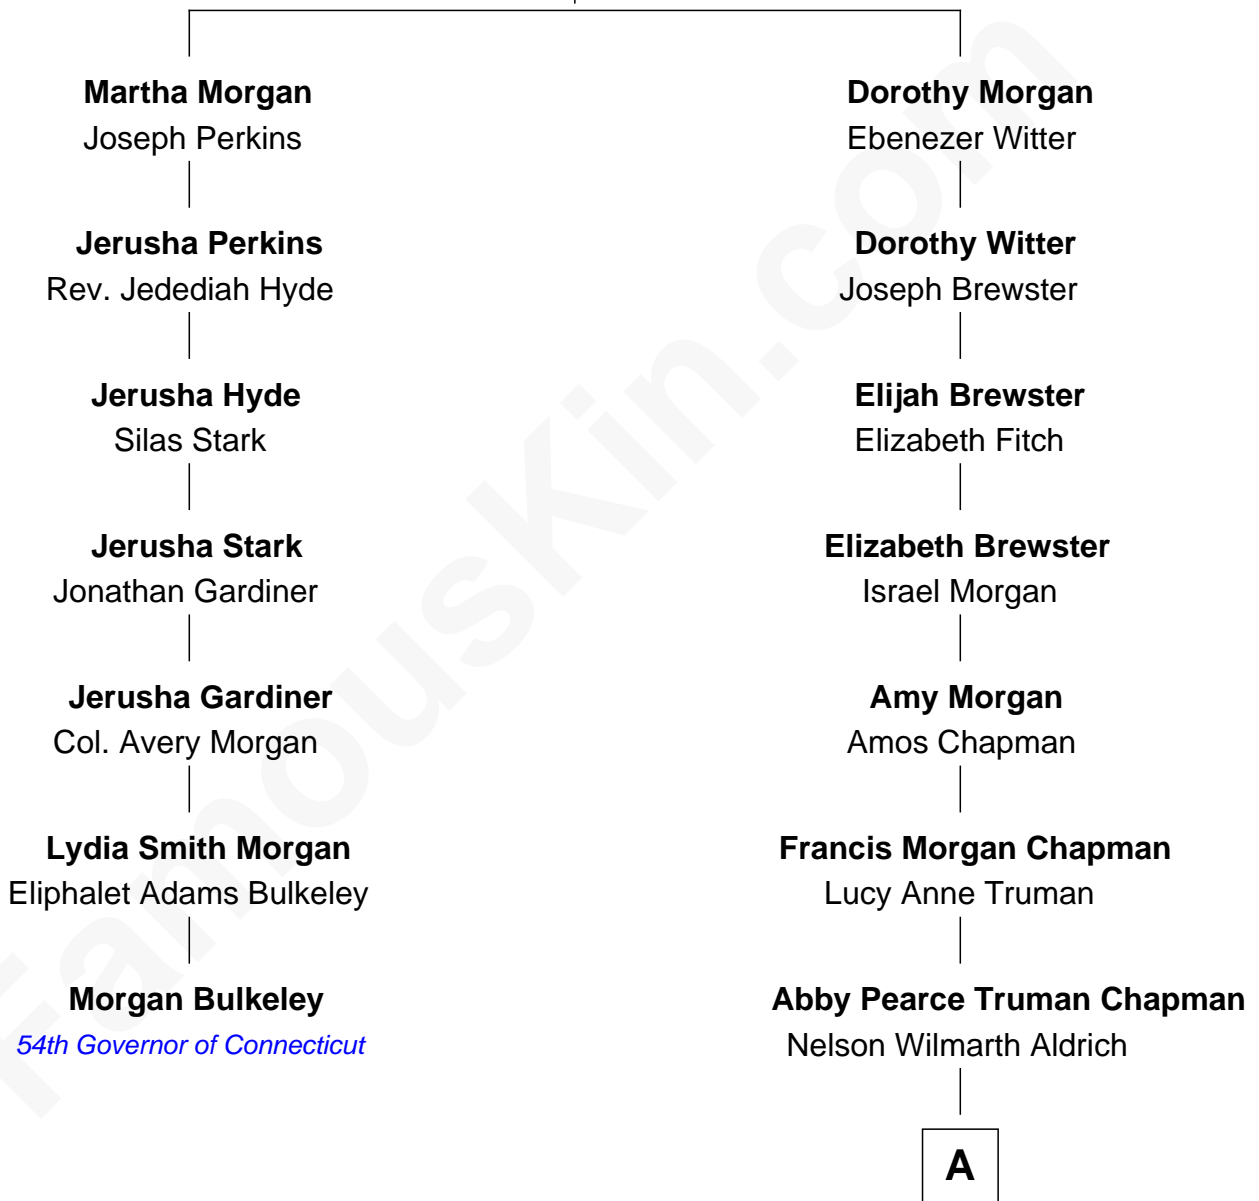 Martha Morgan
Joseph Perkins
Jerusha Perkins
Rev. Jedediah Hyde
Jerusha Hyde
Silas Stark
Jerusha Stark
Jonathan Gardiner
Jerusha Gardiner
Col. Avery Morgan
Lydia Smith Morgan
Eliphalet Adams Bulkeley
Morgan Bulkeley
54th Governor of Connecticut
Dorothy Morgan
Ebenezer Witter
Dorothy Witter
Joseph Brewster
Elijah Brewster
Elizabeth Fitch
Elizabeth Brewster
Israel Morgan
Amy Morgan
Amos Chapman
Francis Morgan Chapman
Lucy Anne Truman
Abby Pearce Truman Chapman
Nelson Wilmarth Aldrich
A
FamousKin.com